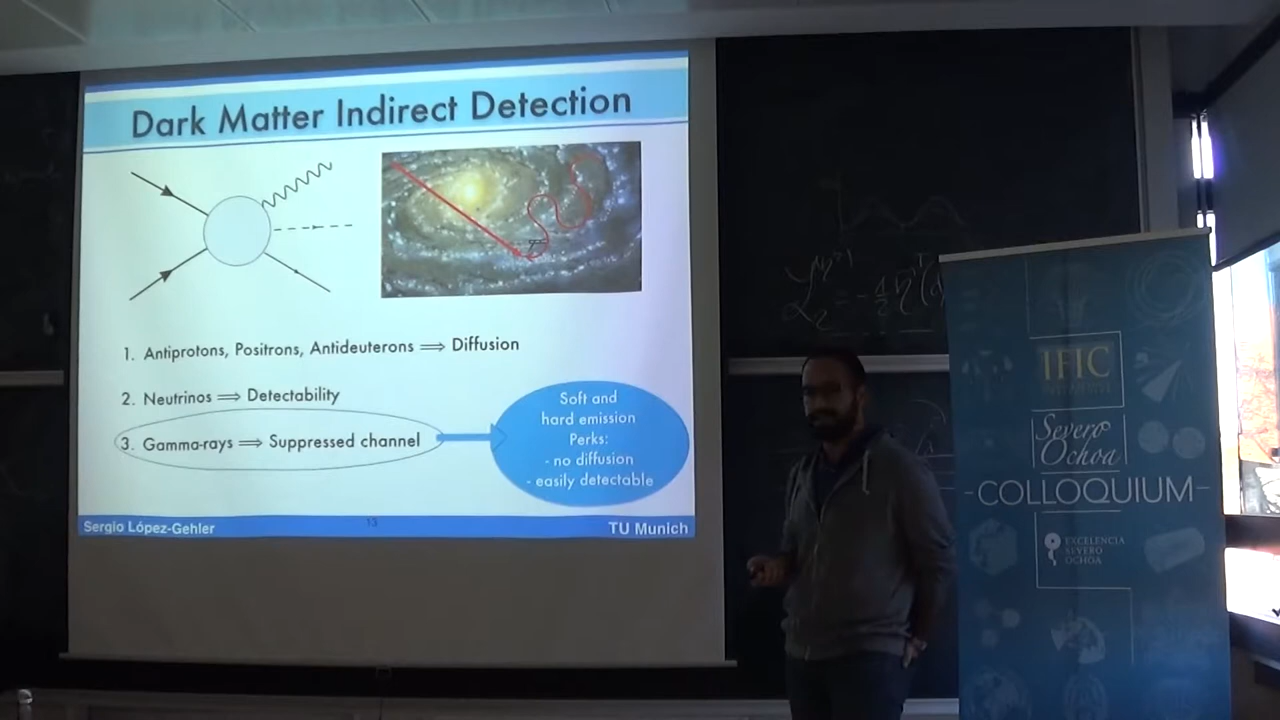 Dark Matter Indirect Detection
1. Antiprotons, Positrons, Antideuterons ⟹ Diffusion
2. Neutrinos ⟹ Detectability
3. Gamma-rays ⟹ Suppressed channel
Soft and
hard emission
Perks:
- no diffusion
- easily detectable
Sergio López-Gehler
13
TU Munich
IFIC
Severo
Ochoa
-COLLOQUIUM-
EXCELENCIA
SEVERO
OCHOA